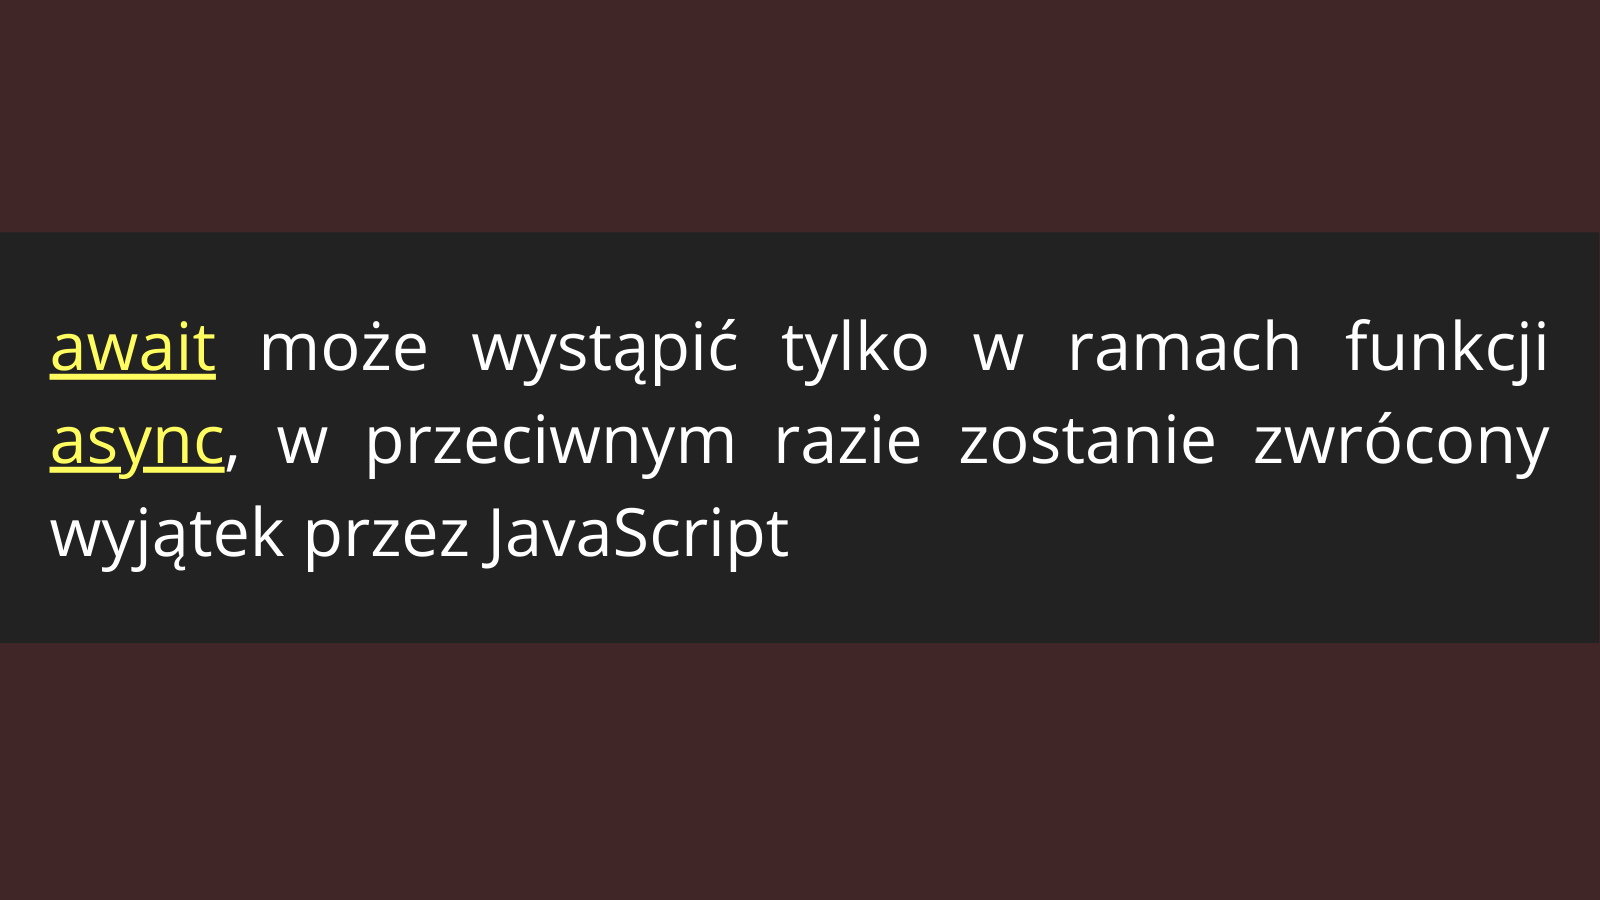 await może wystąpić tylko w ramach funkcji
async, w przeciwnym razie zostanie zwrócony
wyjątek przez JavaScript